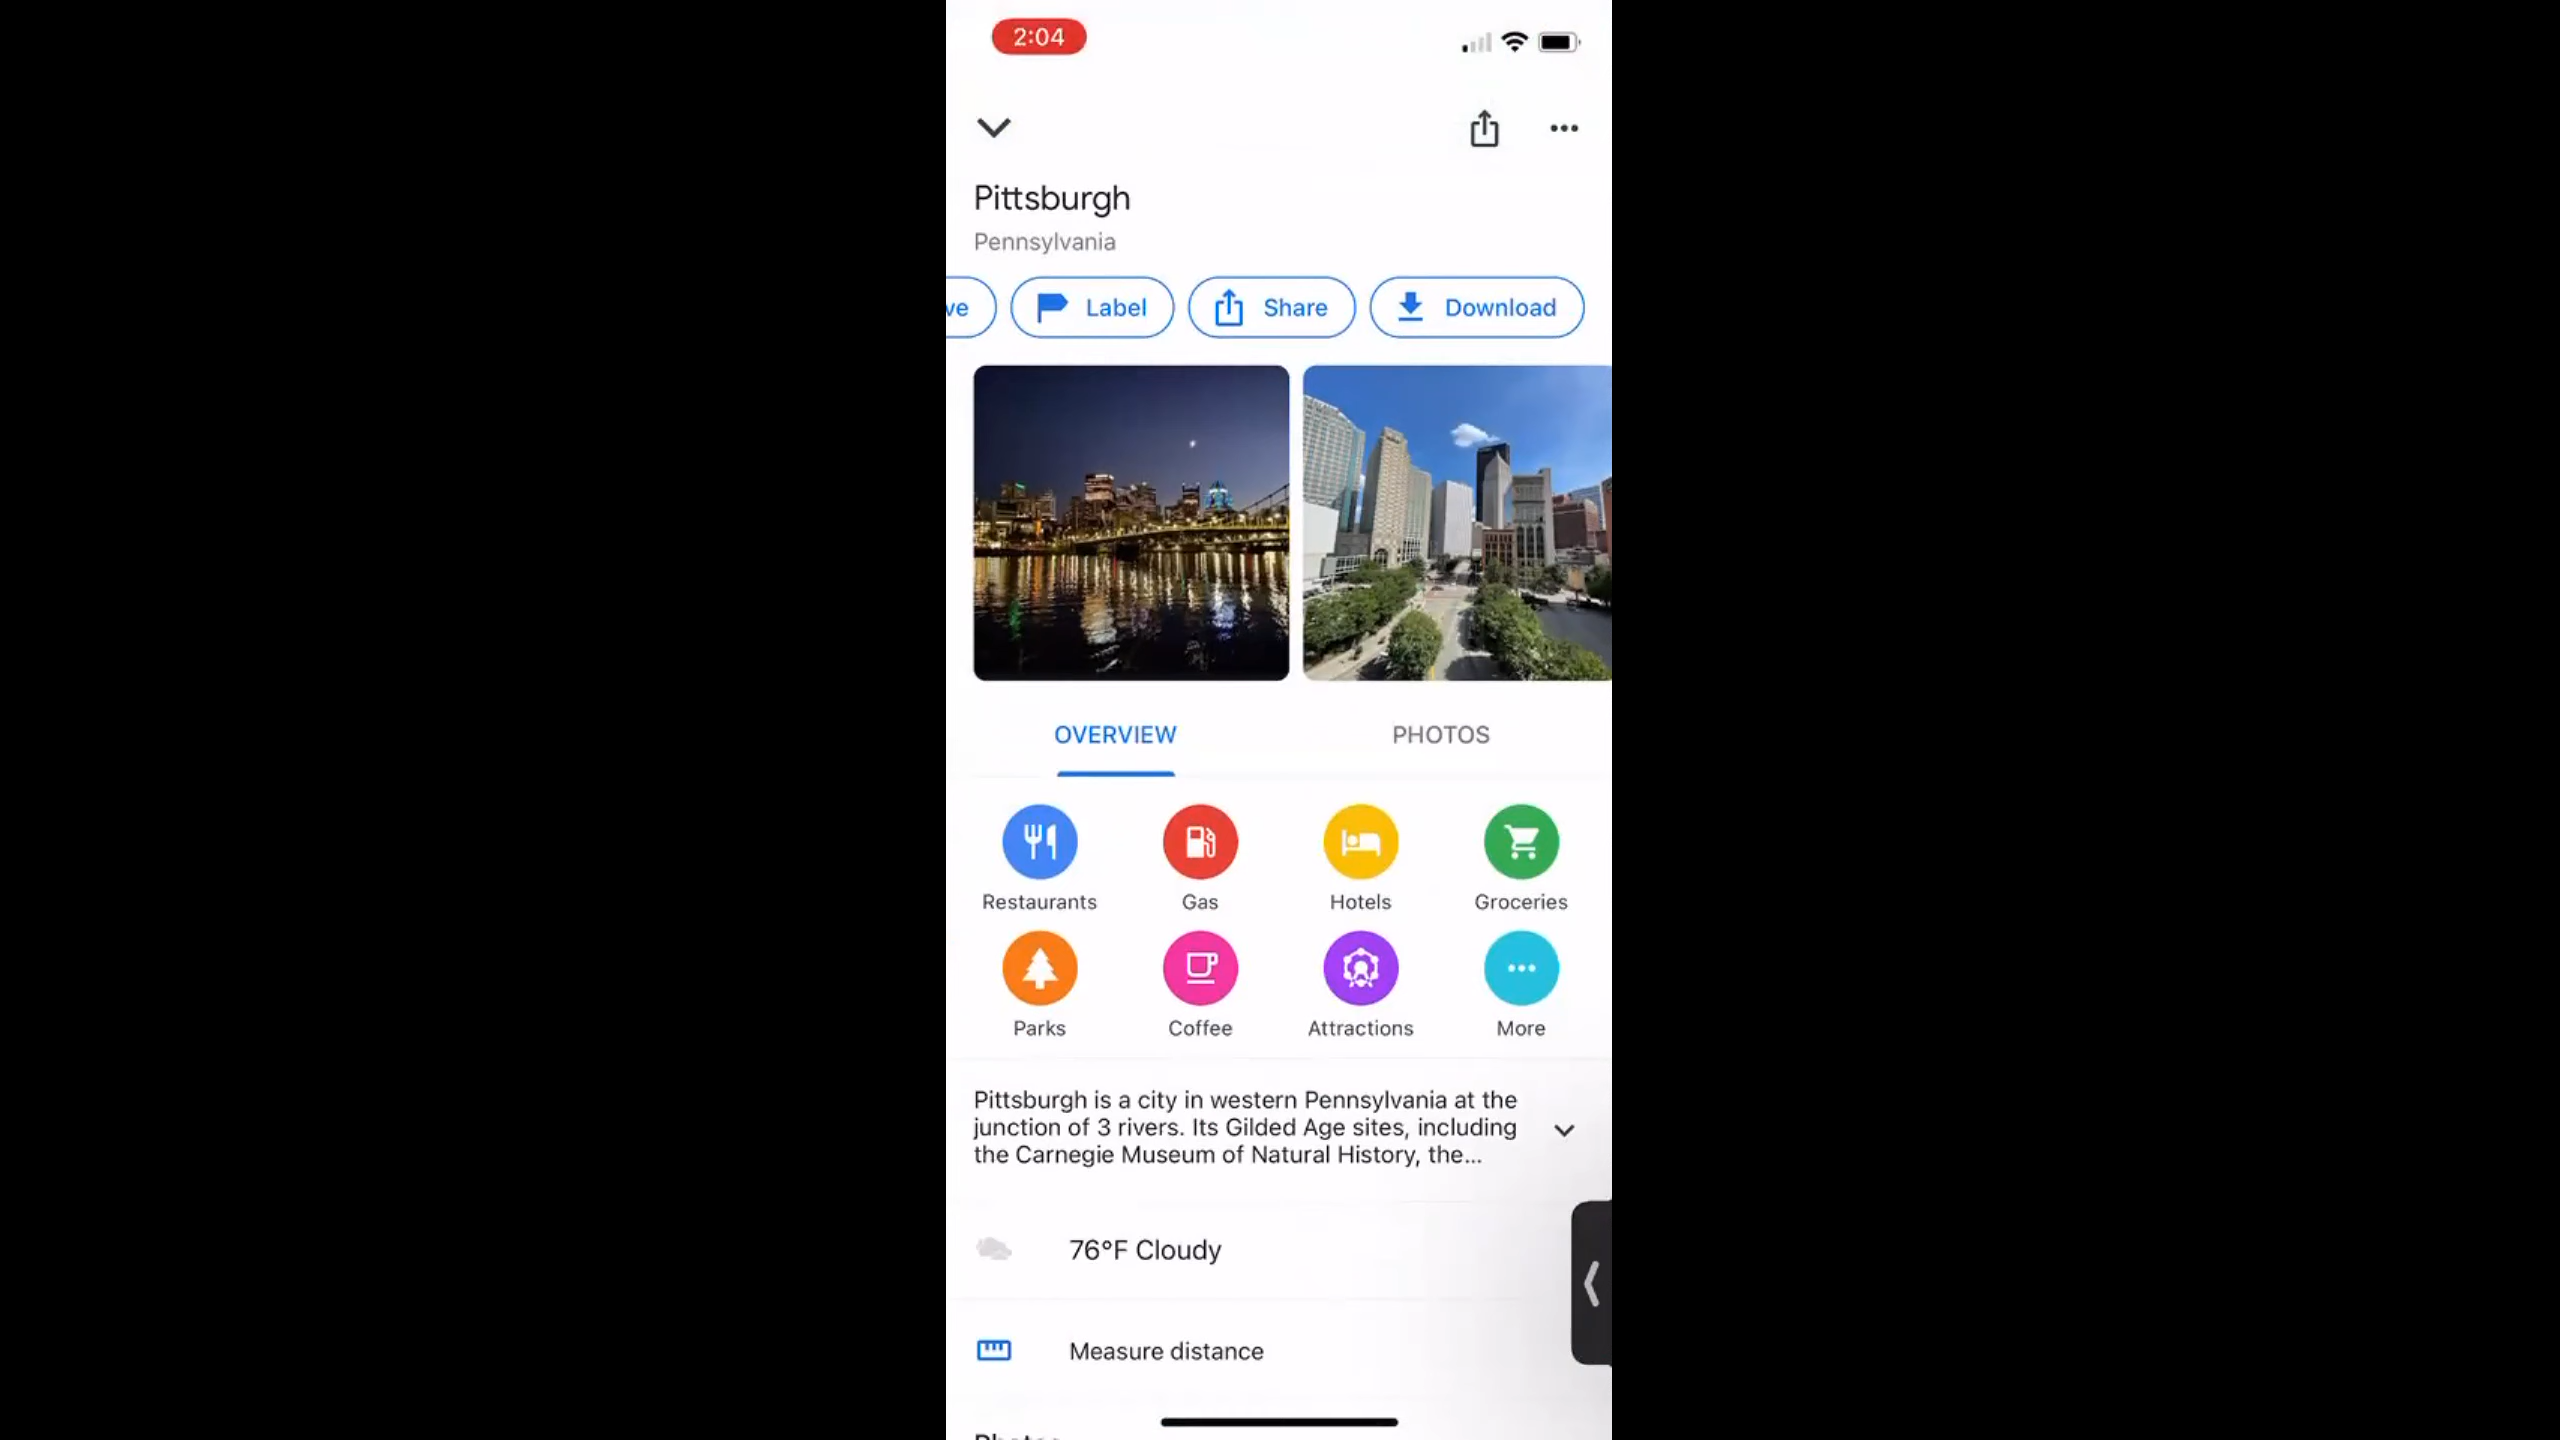 2:04
Pittsburgh
Pennsylvania
ve
Label
Share
Download
OVERVIEW
PHOTOS
Restaurants
Gas
Hotels
Groceries
Parks
Coffee
Attractions
More
Pittsburgh is a city in western Pennsylvania at the
junction of 3 rivers. Its Gilded Age sites, including
the Carnegie Museum of Natural History, the...
76°F Cloudy
Measure distance